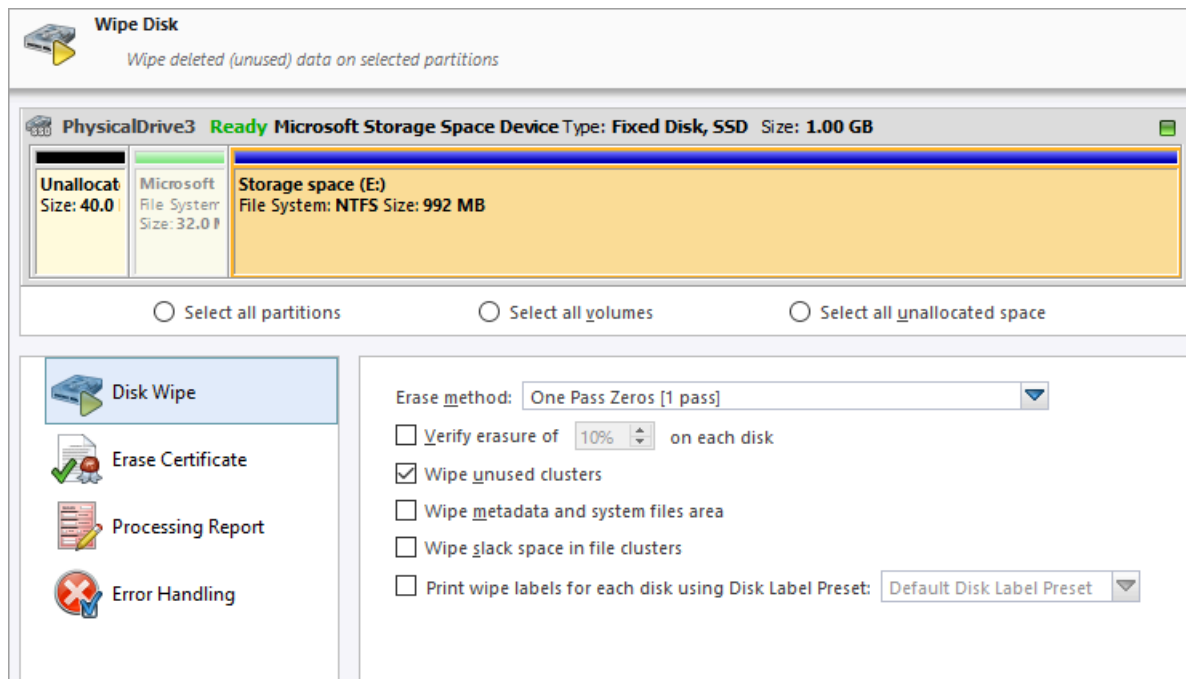 Wipe Disk
Wipe deleted (unused) data on selected partitions
PhysicalDrive3 Ready Microsoft Storage Space Device Type: Fixed Disk, SSD Size: 1.00 GB
Unallocat
Size: 40.0
Microsoft
File System
Size: 32.0 M
Storage space (E:)
File System: NTFS Size: 992 MB
Select all partitions
Select all volumes
Select all unallocated space
Disk Wipe
Erase Certificate
Processing Report
Error Handling
Erase method: One Pass Zeros [1 pass]
Verify erasure of 10% on each disk
Wipe unused clusters
Wipe metadata and system files area
Wipe slack space in file clusters
Print wipe labels for each disk using Disk Label Preset: Default Disk Label Preset